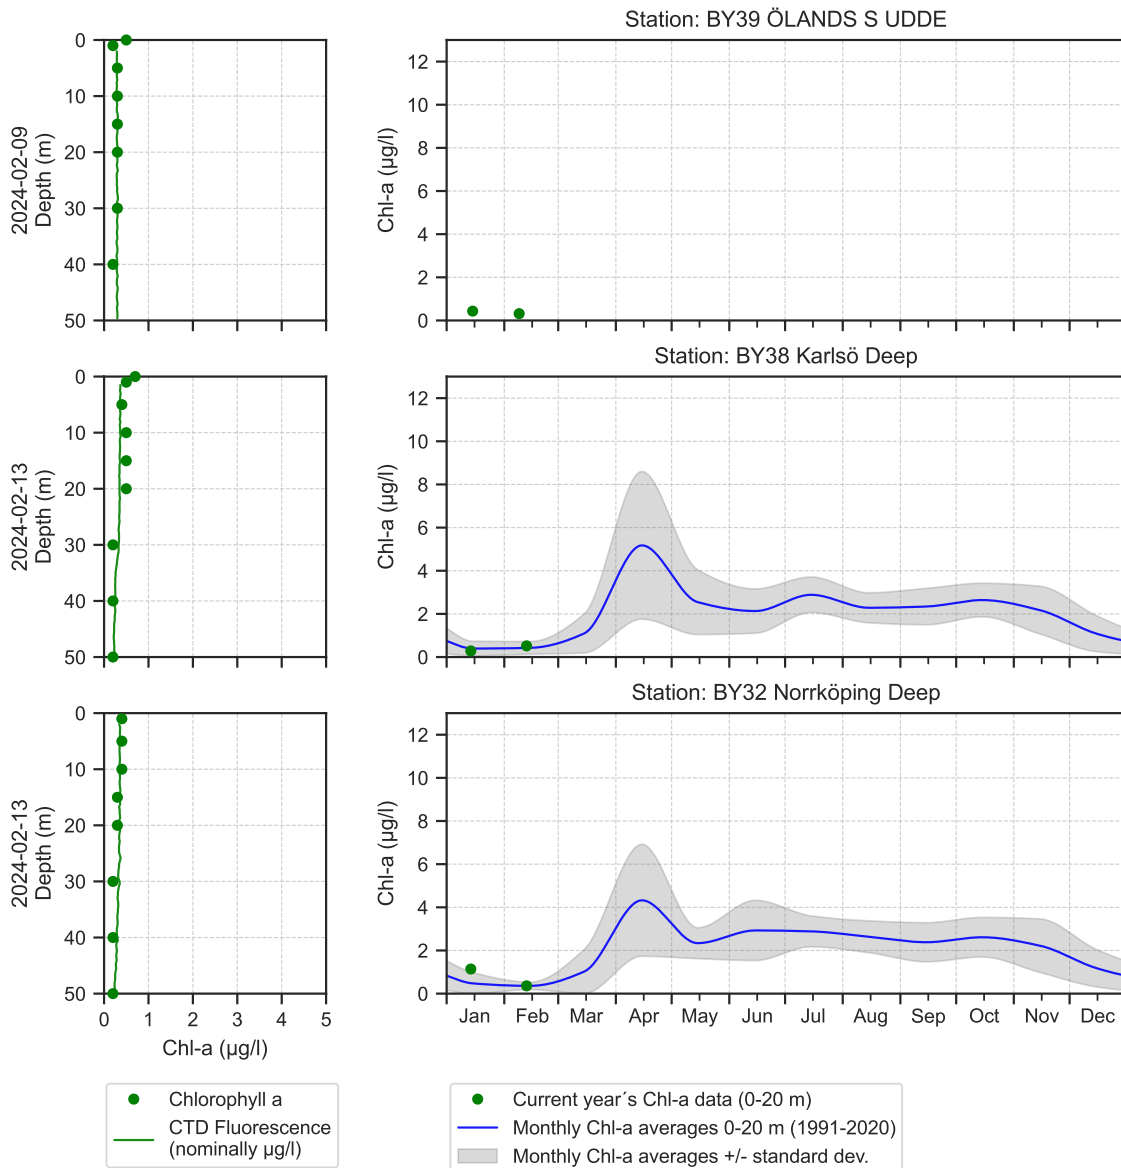 Station: BY39 ÖLANDS S UDDE
2024-02-09
Depth (m)
0
10
20
30
40
50
Chl-a (µg/l)
12
10
8
6
4
2
0
Station: BY38 Karlsö Deep
2024-02-13
Depth (m)
0
10
20
30
40
50
Chl-a (µg/l)
12
10
8
6
4
2
0
Station: BY32 Norrköping Deep
2024-02-13
Depth (m)
0
10
20
30
40
50
0 1 2 3 4 5
Chl-a (µg/l)
Chl-a (µg/l)
12
10
8
6
4
2
0
Jan Feb Mar Apr May Jun Jul Aug Sep Oct Nov Dec
Chlorophyll a
CTD Fluorescence
(nominally µg/l)
Current year´s Chl-a data (0-20 m)
Monthly Chl-a averages 0-20 m (1991-2020)
Monthly Chl-a averages +/- standard dev.